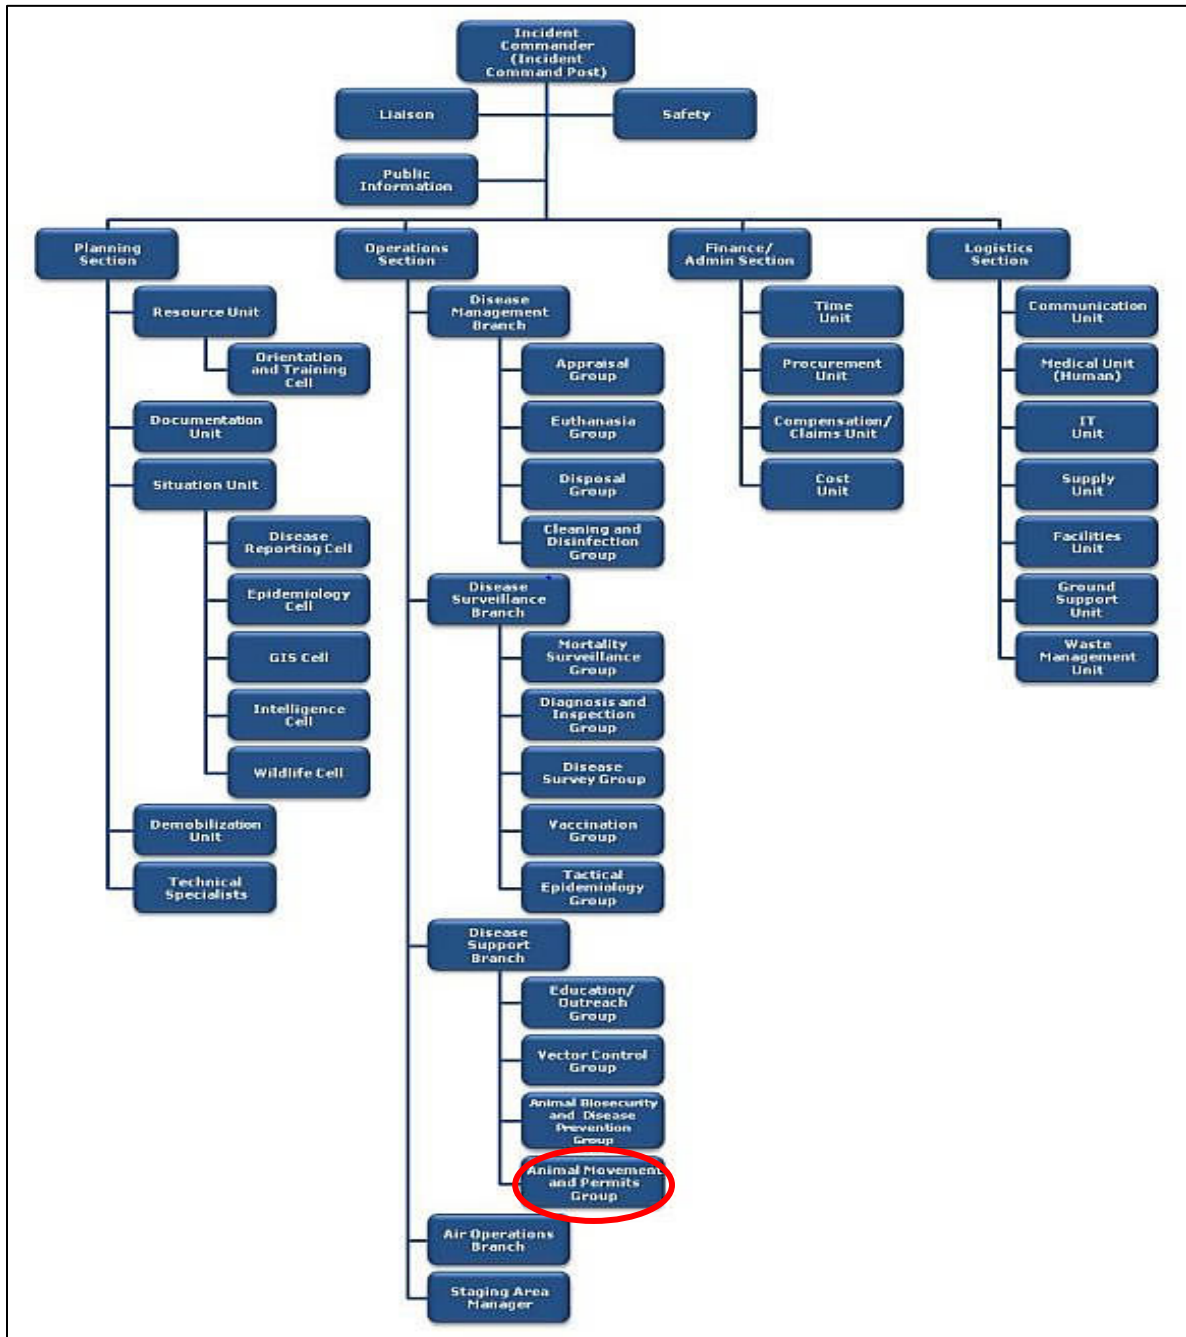 Incident
Commander
(Incident
Command Post)
Liaison
Safety
Public
Information
Planning
Section
Operations
Section
Finance/
Admin Section
Logistics
Section
Resource Unit
Orientation
and Training
Cell
Documentation
Unit
Situation Unit
Disease
Reporting Cell
Epidemiology
Cell
GIS Cell
Intelligence
Cell
Wildlife Cell
Demobilization
Unit
Technical
Specialists
Disease
Management
Branch
Appraisal
Group
Euthanasia
Group
Disposal
Group
Cleaning and
Disinfection
Group
Disease
Surveillance
Branch
Mortality
Surveillance
Group
Diagnosis and
Inspection
Group
Disease
Survey Group
Vaccination
Group
Tactical
Epidemiology
Group
Disease
Support
Branch
Education/
Outreach
Group
Vector Control
Group
Animal Biosecurity
and Disease
Prevention
Group
Animal Movement
and Permits
Group
Air Operations
Branch
Staging Area
Manager
Time
Unit
Procurement
Unit
Compensation/
Claims Unit
Cost
Unit
Communication
Unit
Medical Unit
(Human)
IT
Unit
Supply
Unit
Facilities
Unit
Ground
Support
Unit
Waste
Management
Unit